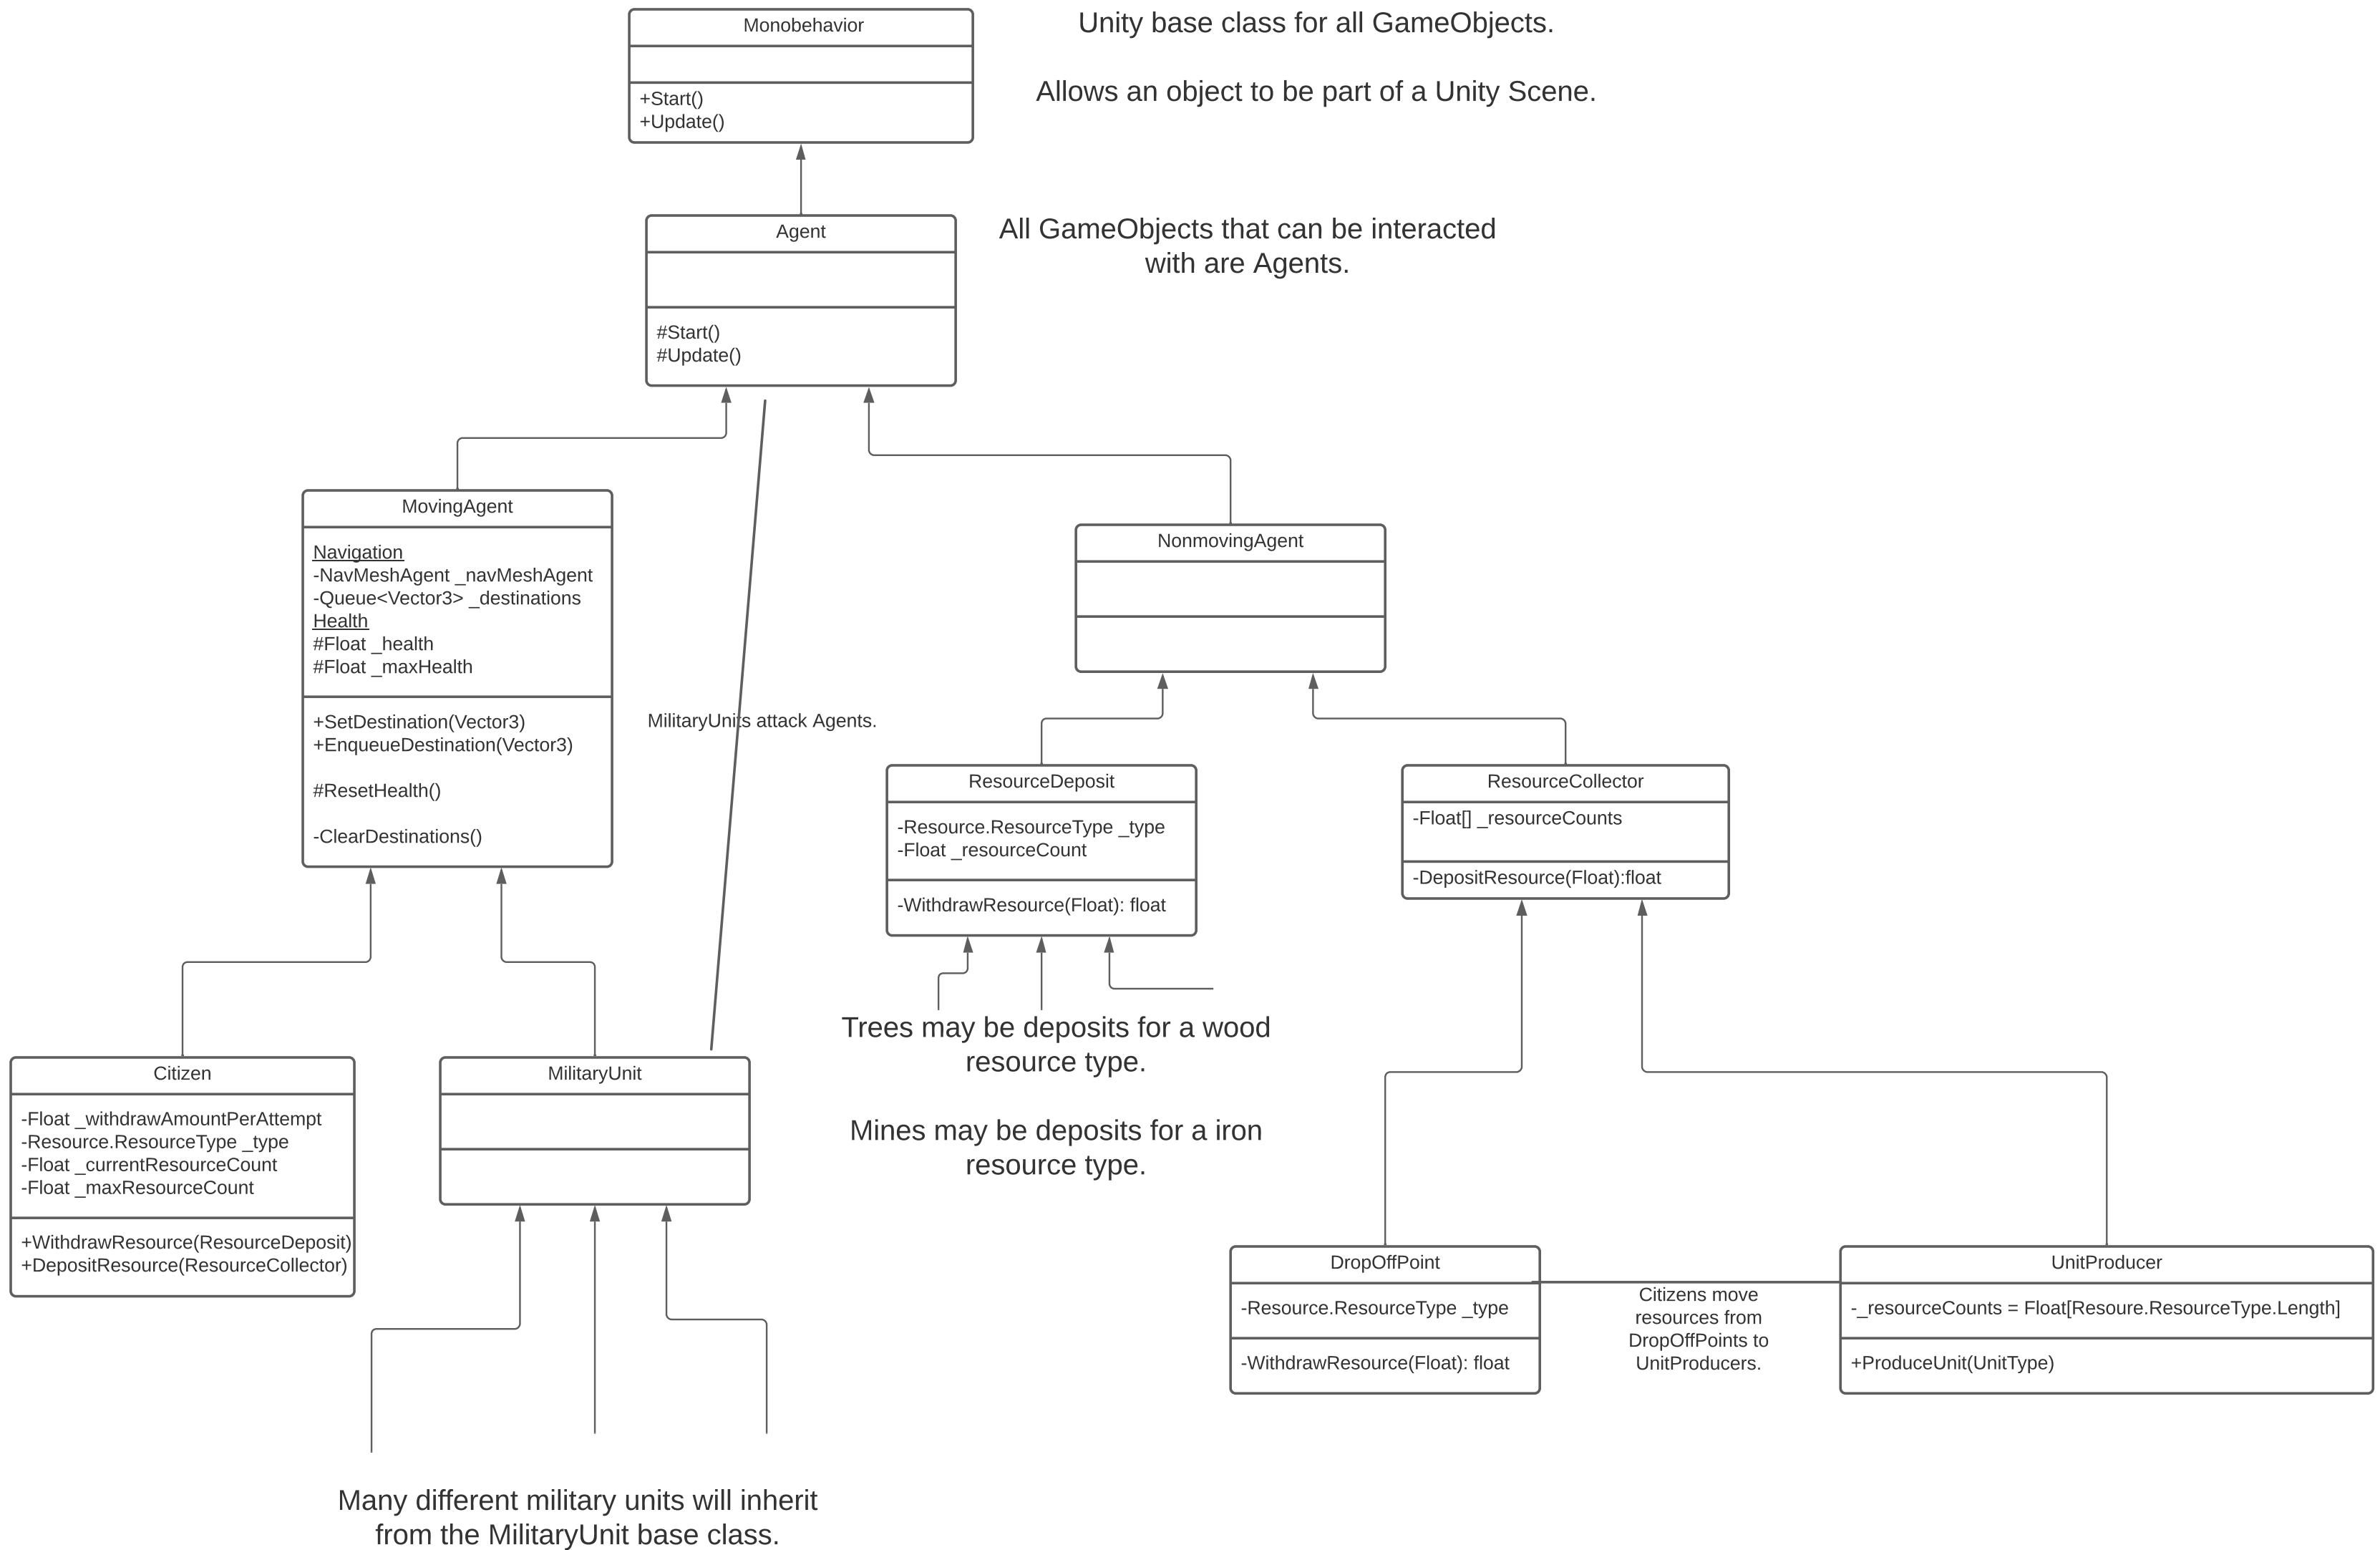 Monobehavior
+Start()
+Update()
Unity base class for all GameObjects.
Allows an object to be part of a Unity Scene.
Agent
#Start()
#Update()
All GameObjects that can be interacted
with are Agents.
MovingAgent
Navigation
-NavMeshAgent _navMeshAgent
-Queue<Vector3> _destinations
Health
#Float _health
#Float _maxHealth
+SetDestination(Vector3)
+EnqueueDestination(Vector3)
#ResetHealth()
-ClearDestinations()
MilitaryUnits attack Agents.
NonmovingAgent
ResourceDeposit
-Resource.ResourceType _type
-Float _resourceCount
-WithdrawResource(Float): float
ResourceCollector
-Float[] _resourceCounts
-DepositResource(Float):float
Trees may be deposits for a wood
resource type.
Mines may be deposits for a iron
resource type.
Citizen
-Float _withdrawAmountPerAttempt
-Resource.ResourceType _type
-Float _currentResourceCount
-Float _maxResourceCount
+WithdrawResource(ResourceDeposit)
+DepositResource(ResourceCollector)
MilitaryUnit
DropOffPoint
-Resource.ResourceType _type
-WithdrawResource(Float): float
Citizens move
resources from
DropOffPoints to
UnitProducers.
UnitProducer
-_resourceCounts = Float[Resoure.ResourceType.Length]
+ProduceUnit(UnitType)
Many different military units will inherit
from the MilitaryUnit base class.